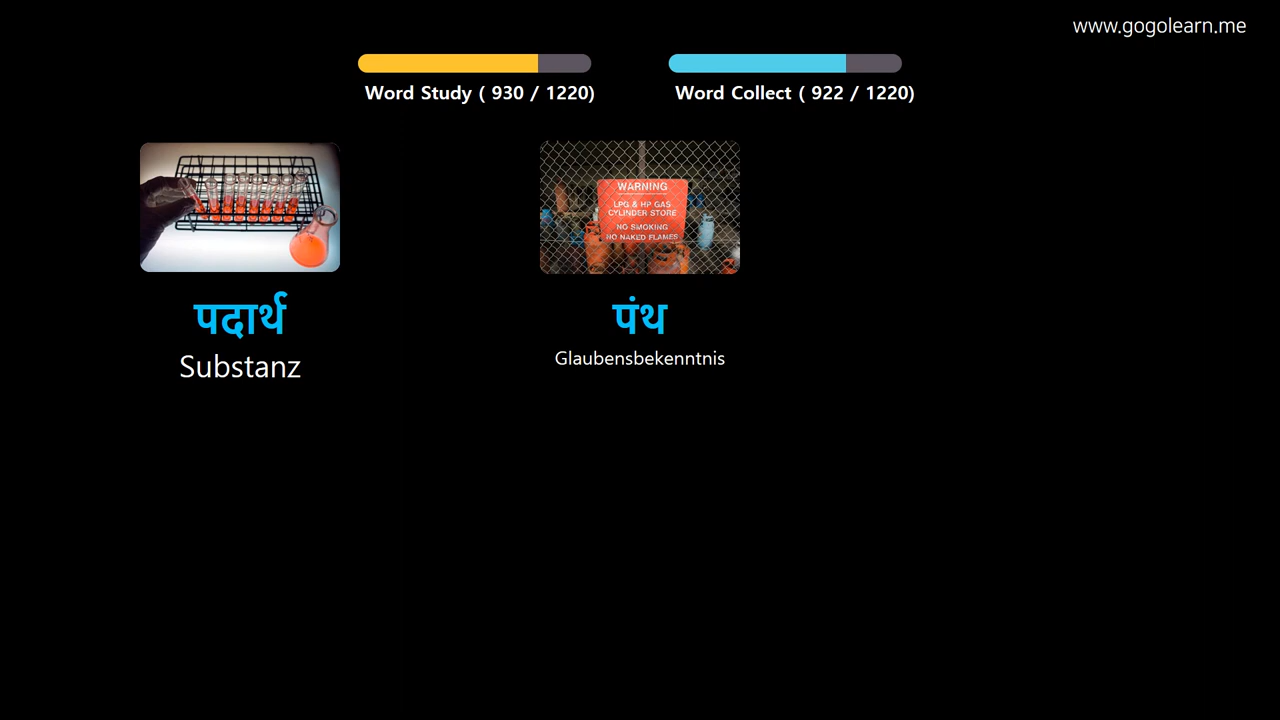 www.gogolearn.me
Word Study ( 930 / 1220)
Word Collect ( 922 / 1220)
WARNING
LPG & HP GAS
CYLINDER STORE
NO SMOKING
NO NAKED FLAMES
पदार्थ
Substanz
पंथ
Glaubensbekenntnis